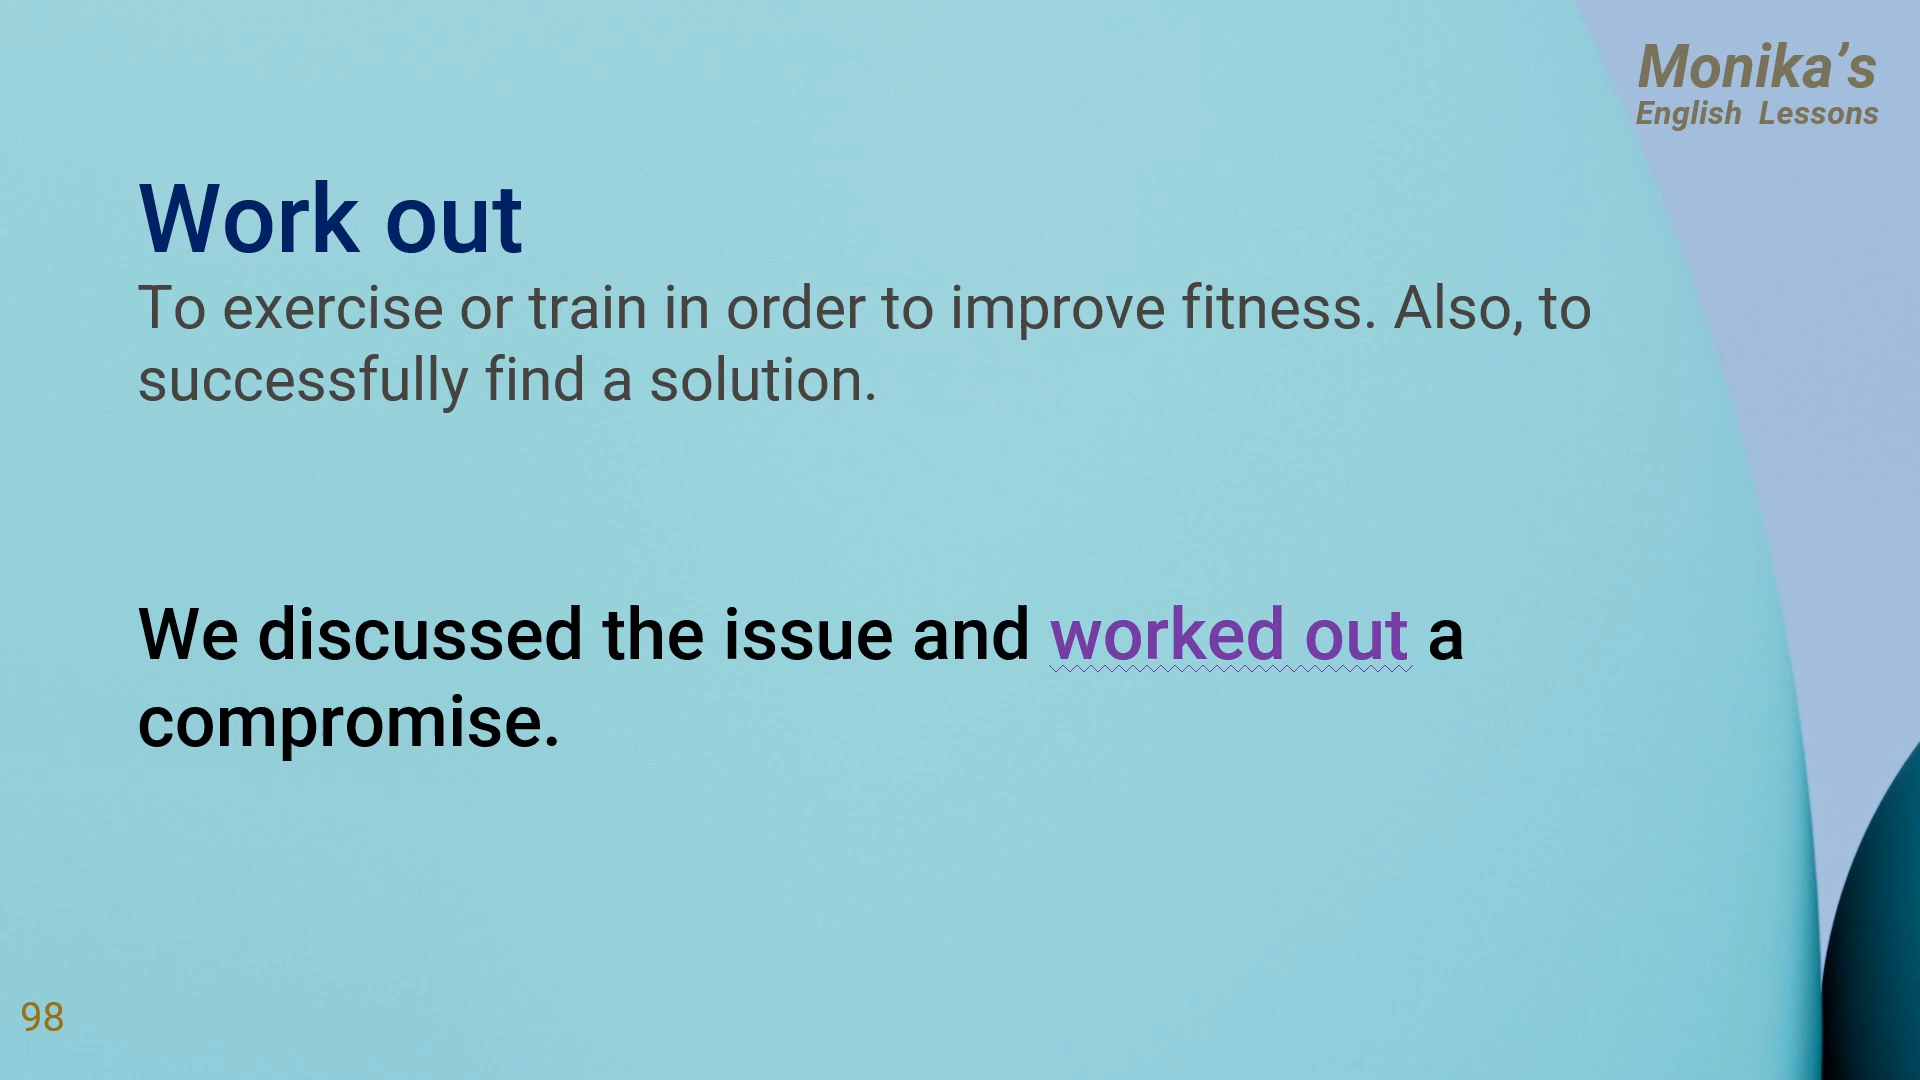 Monika’s
English Lessons
Work out
To exercise or train in order to improve fitness. Also, to
successfully find a solution.
We discussed the issue and worked out a
compromise.
98